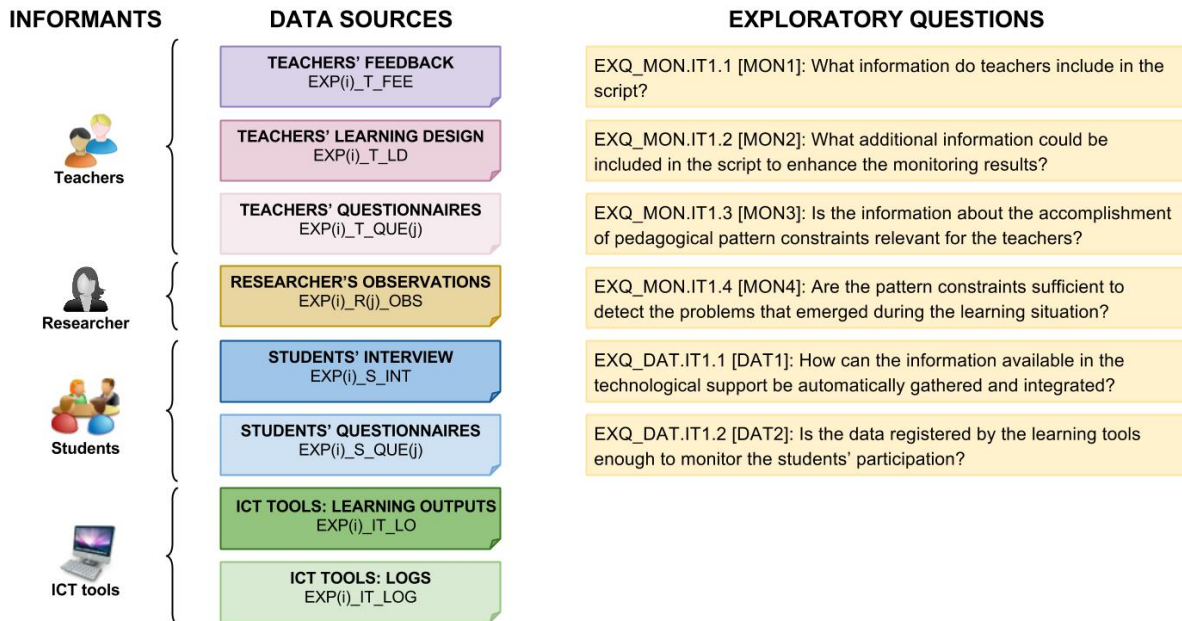 INFORMANTS
DATA SOURCES
EXPLORATORY QUESTIONS
Teachers
TEACHERS' FEEDBACK
EXP(i)_T_FEE
TEACHERS' LEARNING DESIGN
EXP(i)_T_LD
TEACHERS' QUESTIONNAIRES
EXP(i)_T_QUE(j)
Researcher
RESEARCHER'S OBSERVATIONS
EXP(i)_R(j)_OBS
Students
STUDENTS' INTERVIEW
EXP(i)_S_INT
STUDENTS' QUESTIONNAIRES
EXP(i)_S_QUE(j)
ICT tools
ICT TOOLS: LEARNING OUTPUTS
EXP(i)_IT_LO
ICT TOOLS: LOGS
EXP(i)_IT_LOG
EXQ_MON.IT1.1 [MON1]: What information do teachers include in the
script?
EXQ_MON.IT1.2 [MON2]: What additional information could be
included in the script to enhance the monitoring results?
EXQ_MON.IT1.3 [MON3]: Is the information about the accomplishment
of pedagogical pattern constraints relevant for the teachers?
EXQ_MON.IT1.4 [MON4]: Are the pattern constraints sufficient to
detect the problems that emerged during the learning situation?
EXQ_DAT.IT1.1 [DAT1]: How can the information available in the
technological support be automatically gathered and integrated?
EXQ_DAT.IT1.2 [DAT2]: Is the data registered by the learning tools
enough to monitor the students' participation?